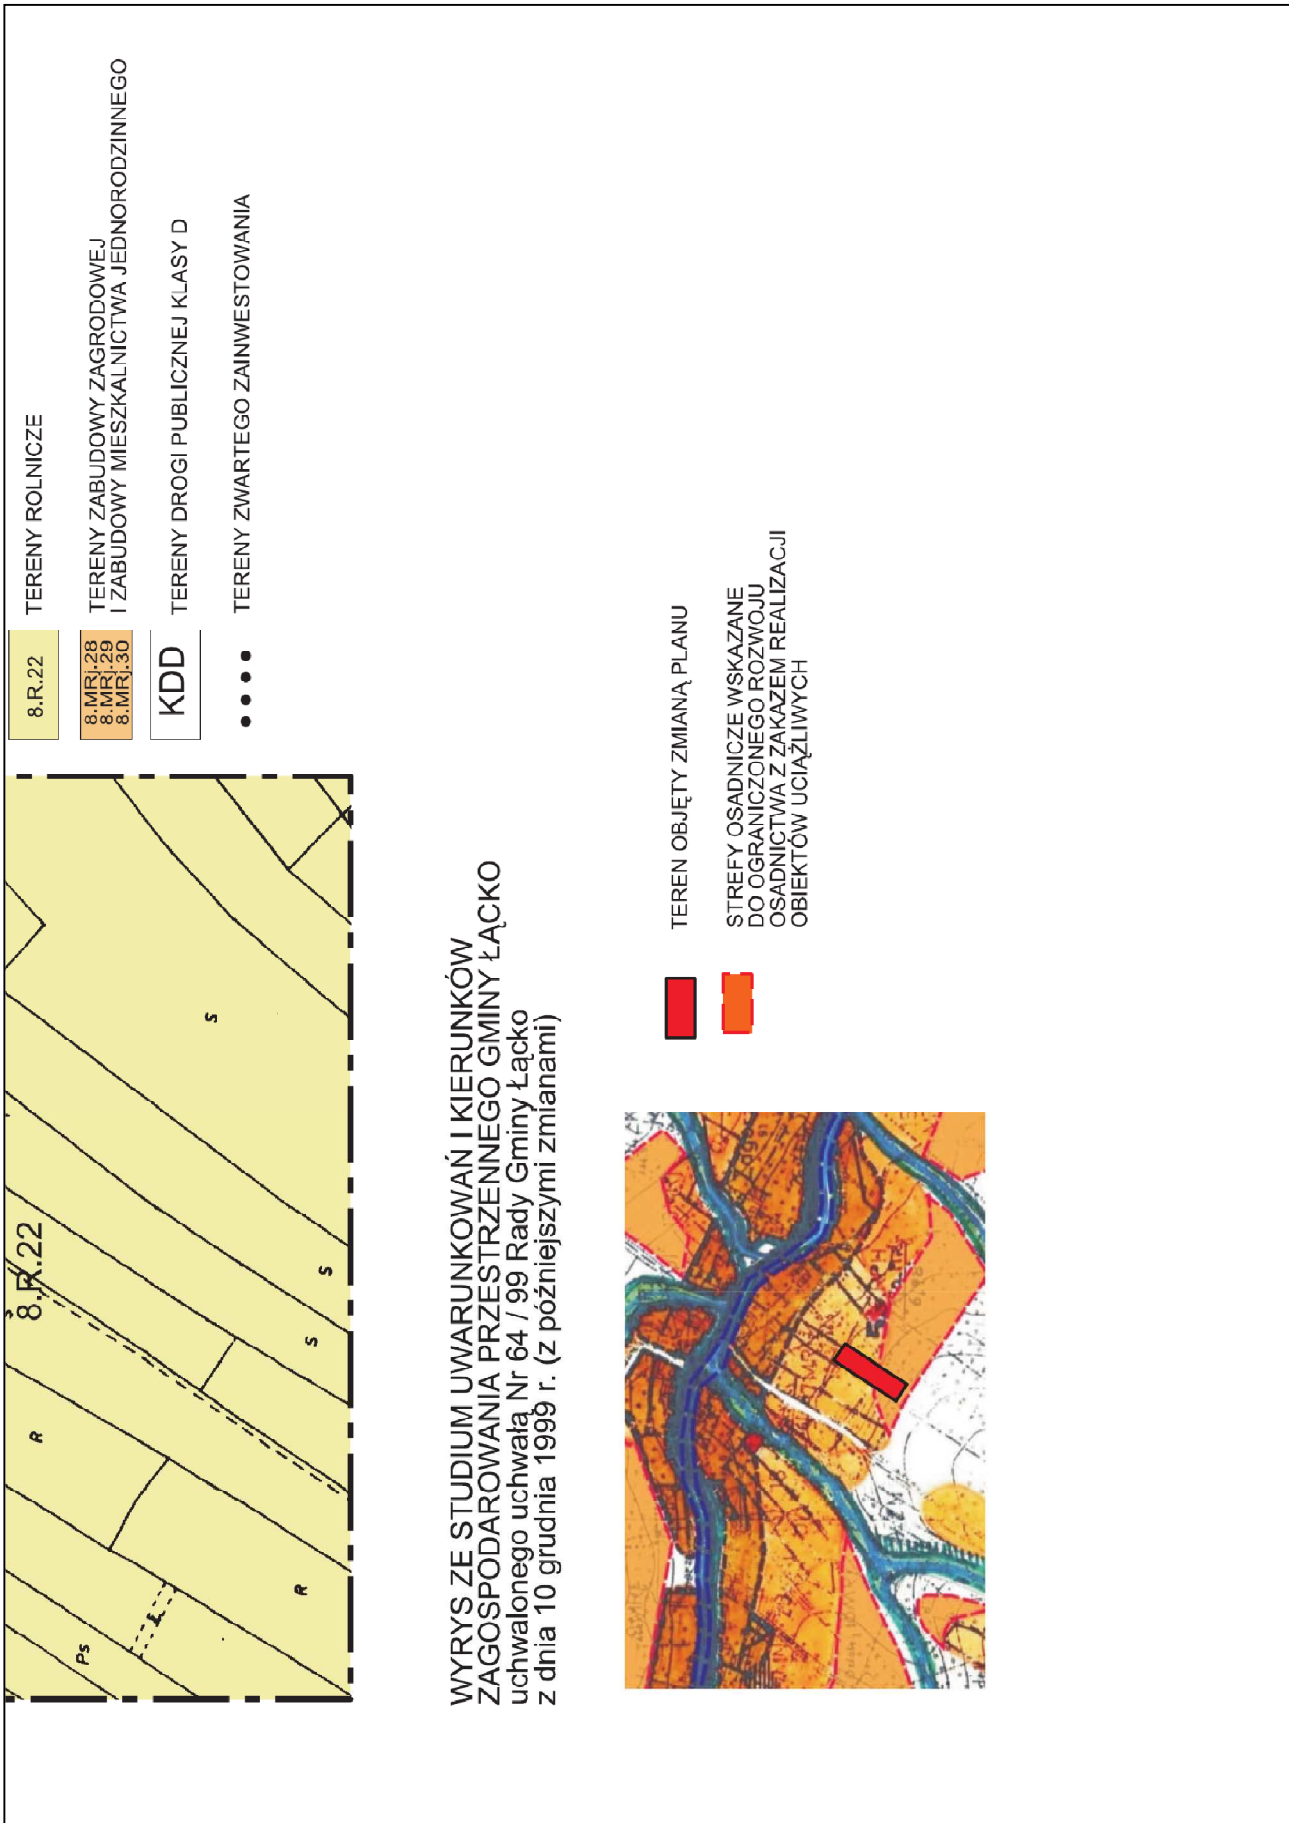 8.R.22
R
S
S
S
R
Ps
8.R.22
TERENY ROLNICZE
8.MRj.28
8.MRj.29
8.MRj.30
TERENY ZABUDOWY ZAGRODOWEJ
I ZABUDOWY MIESZKALNICTWA JEDNORODZINNEGO
KDD
TERENY DROGI PUBLICZNEJ KLASY D
TERENY ZWARTEGO ZAINWESTOWANIA
WYRYS ZE STUDIUM UWARUNKOWAŃ I KIERUNKÓW
ZAGOSPODAROWANIA PRZESTRZENNEGO GMINY ŁĄCKO
uchwalonego uchwałą Nr 64 / 99 Rady Gminy Łącko
z dnia 10 grudnia 1999 r. (z późniejszymi zmianami)
TEREN OBJĘTY ZMIANĄ PLANU
STREFY OSADNICZE WSKAZANE
DO OGRANICZONEGO ROZWOJU
OSADNICTWA Z ZAKAZEM REALIZACJI
OBIEKTÓW UCIĄŻLIWYCH